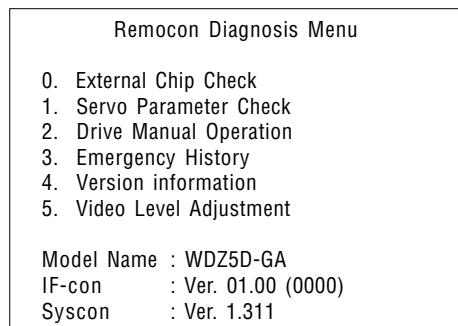 Remocon Diagnosis Menu
0. External Chip Check
1. Servo Parameter Check
2. Drive Manual Operation
3. Emergency History
4. Version information
5. Video Level Adjustment
Model Name : WDZ5D-GA
IF-con : Ver. 01.00 (0000)
Syscon : Ver. 1.311